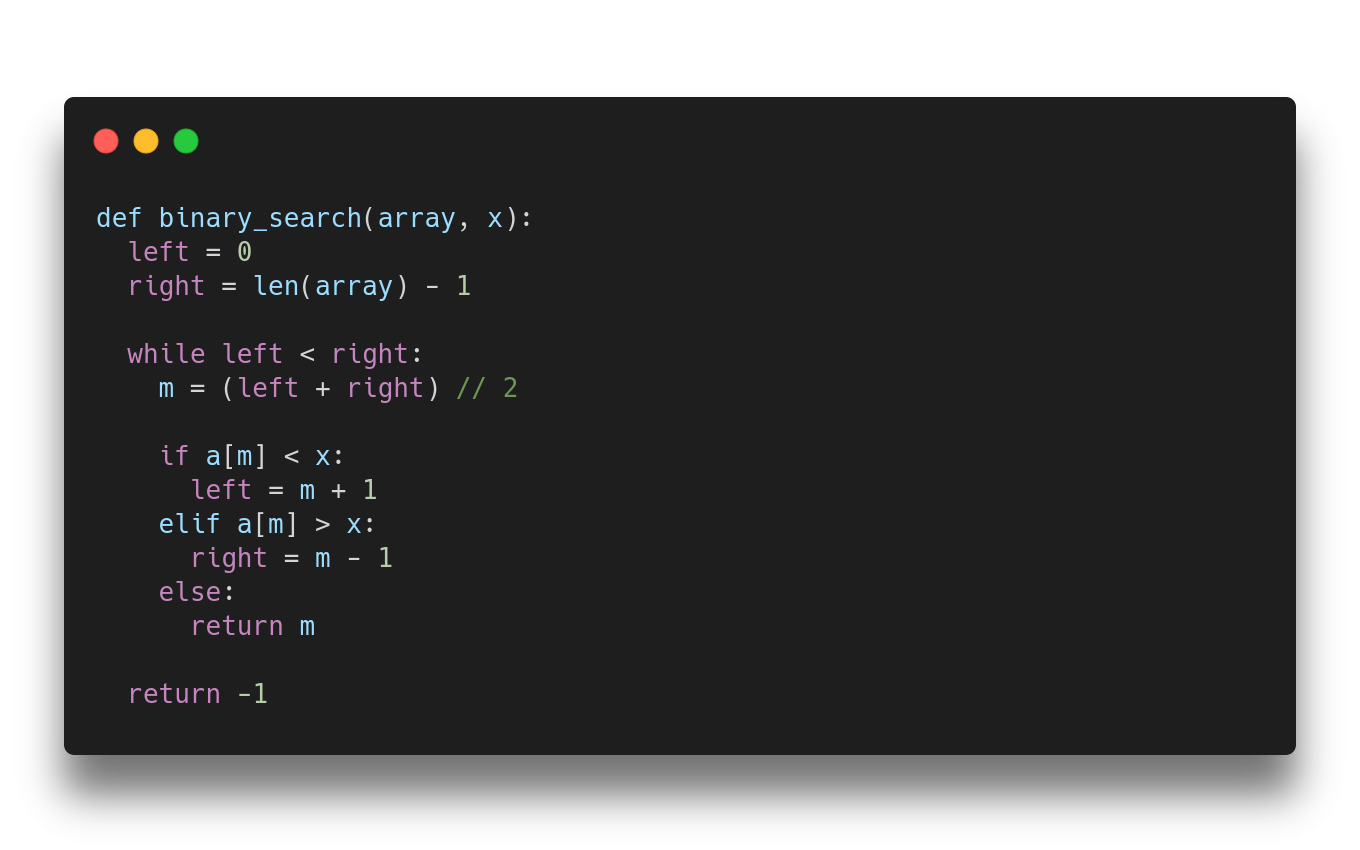 def binary_search(array, x):
  left = 0
  right = len(array) - 1

  while left < right:
    m = (left + right) // 2

    if a[m] < x:
      left = m + 1
    elif a[m] > x:
      right = m - 1
    else:
      return m

  return -1